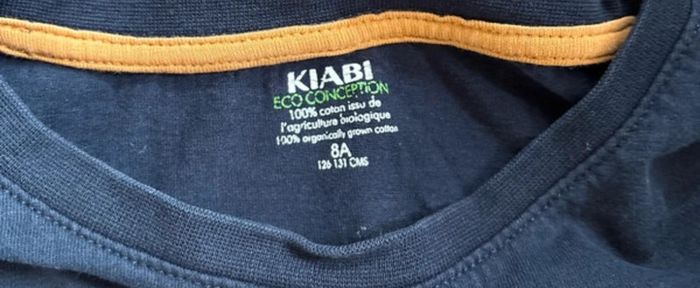 KIABI
ECO CONCEPTION
100% coton issu de
l'agriculture biologique
100% organically grown cotton
8A
126 131 CMS